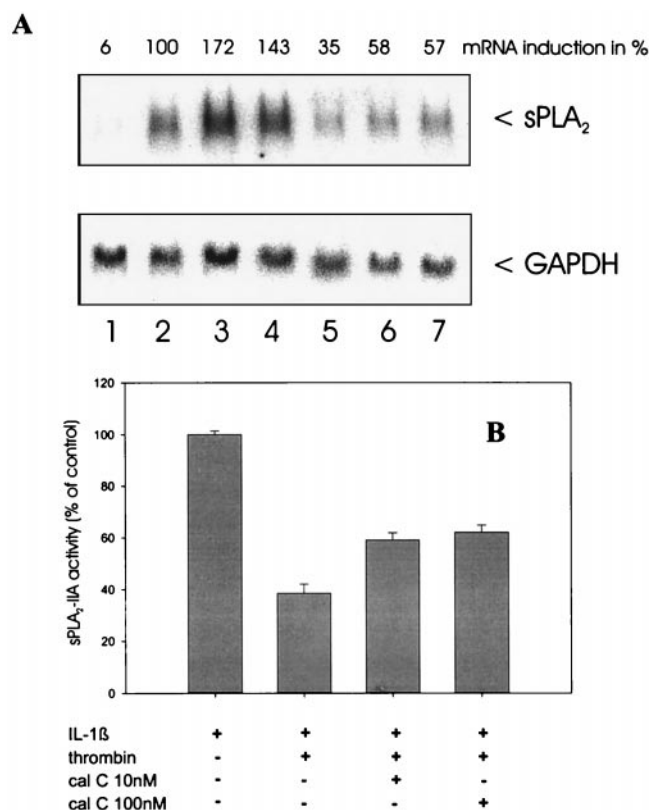 A
6 100 172 143 35 58 57 mRNA induction in %
< sPLA₂
< GAPDH
1 2 3 4 5 6 7
120
B
100
80
60
40
20
0
sPLA₂-IIA activity (% of control)
IL-1ß + + + +
thrombin - + + +
cal C 10nM - - + -
cal C 100nM - - - +